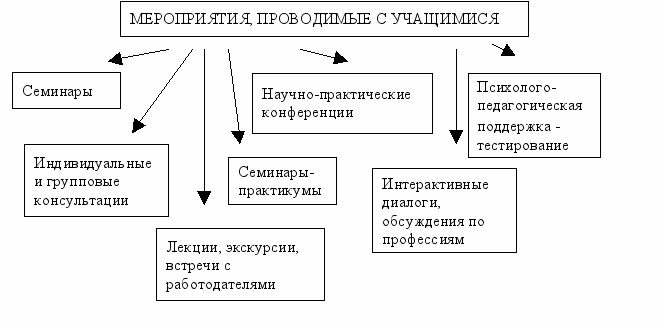 МЕРОПРИЯТИЯ, ПРОВОДИМЫЕ С УЧАЩИМИСЯ
Семинары
Индивидуальные
и групповые
консультации
Лекции, экскурсии,
встречи с
работодателями
Семинары-
практикумы
Научно-практические
конференции
Интерактивные
диалоги,
обсуждения по
профессиям
Психолого-
педагогическая
поддержка -
тестирование